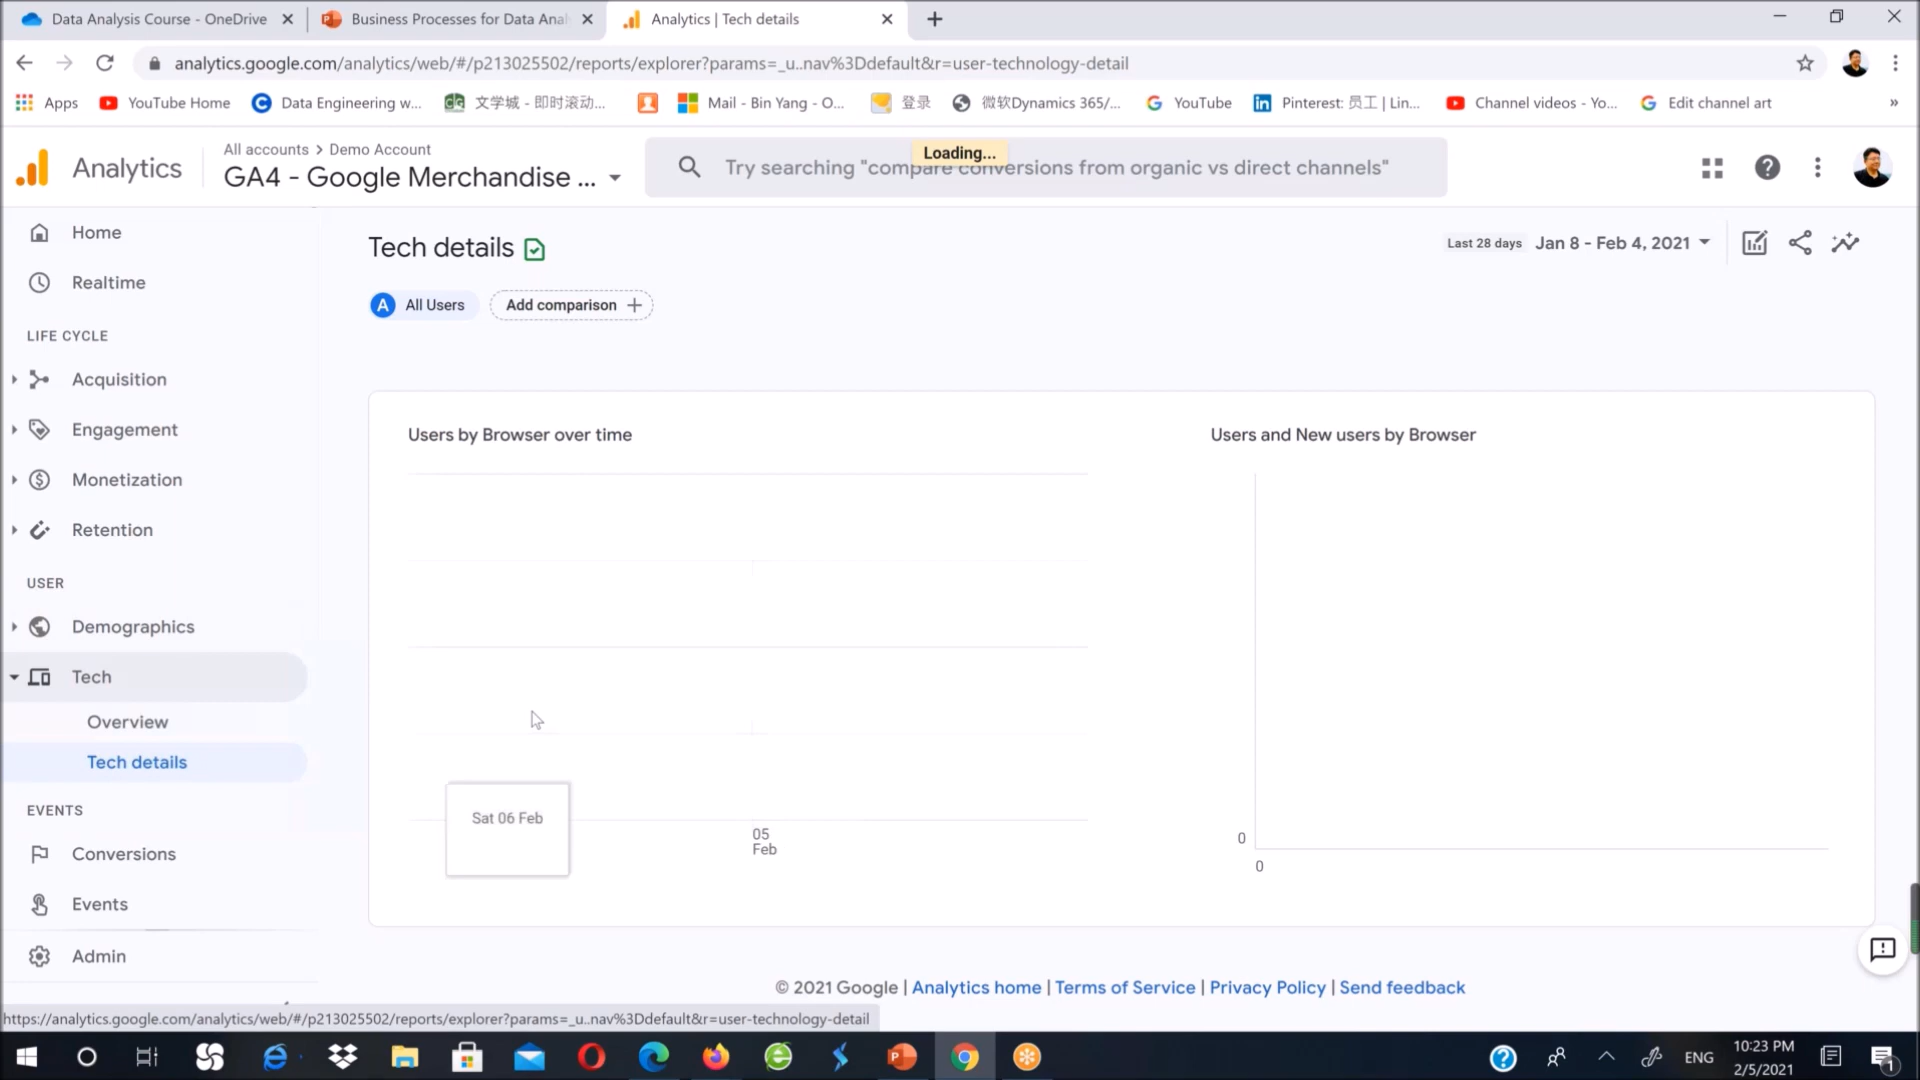 Data Analysis Course - OneDrive
Business Processes for Data Anal
Analytics | Tech details
analytics.google.com/analytics/web/#/p213025502/reports/explorer?params=_u..nav%3Ddefault&r=user-technology-detail
Apps
YouTube Home
Data Engineering w...
文学城 - 即时滚动...
Mail - Bin Yang - O...
登录
微软Dynamics 365/...
YouTube
Pinterest: 员工 | Lin...
Channel videos - Yo...
Edit channel art
»
Analytics
All accounts > Demo Account
GA4 - Google Merchandise ...
Loading...
Try searching "compare conversions from organic vs direct channels"
Home
Realtime
LIFE CYCLE
Acquisition
Engagement
Monetization
Retention
USER
Demographics
Tech
Overview
Tech details
EVENTS
Conversions
Events
Admin
Tech details
Last 28 days Jan 8 - Feb 4, 2021
A All Users
Add comparison +
Users by Browser over time
Sat 06 Feb
05
Feb
Users and New users by Browser
0
0
© 2021 Google | Analytics home | Terms of Service | Privacy Policy | Send feedback
https://analytics.google.com/analytics/web/#/p213025502/reports/explorer?params=_u..nav%3Ddefault&r=user-technology-detail
ENG
10:23 PM
2/5/2021
1